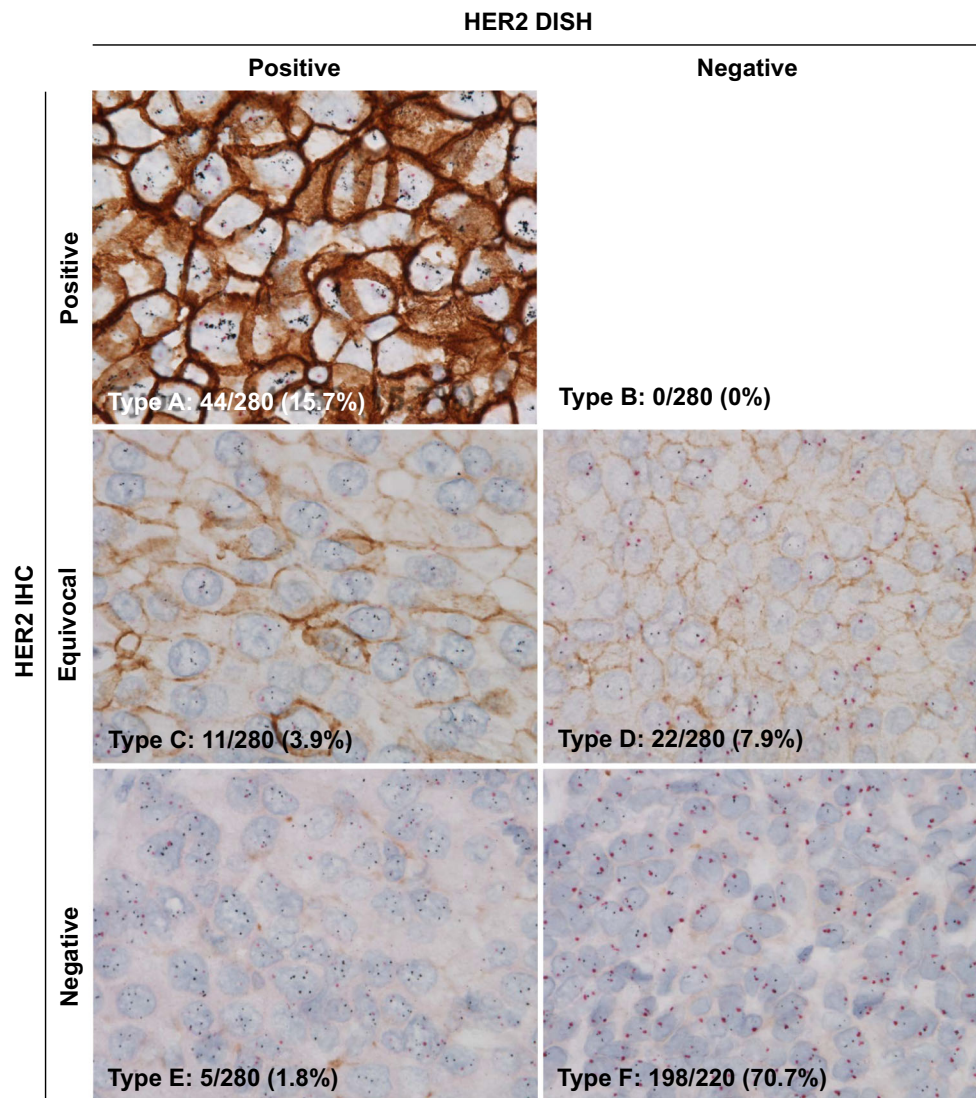 HER2 DISH
Positive
Negative
HER2 IHC
Positive
Type A: 44/280 (15.7%)
Type B: 0/280 (0%)
Equivocal
Type C: 11/280 (3.9%)
Type D: 22/280 (7.9%)
Negative
Type E: 5/280 (1.8%)
Type F: 198/220 (70.7%)